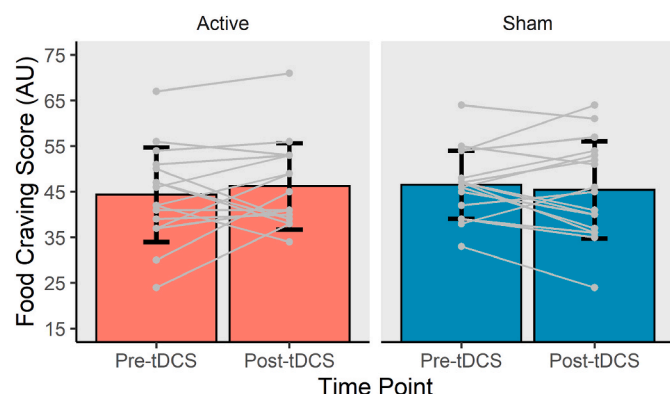 Active Sham
Food Craving Score (AU)
75
65
55
45
35
25
15
Pre-tDCS Post-tDCS Pre-tDCS Post-tDCS
Time Point